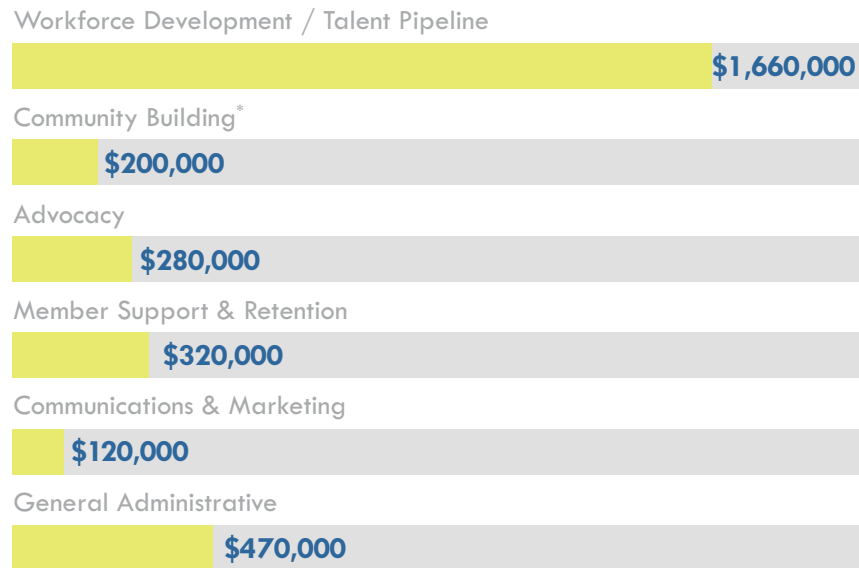 Workforce Development / Talent Pipeline
$1,660,000
Community Building*
$200,000
Advocacy
$280,000
Member Support & Retention
$320,000
Communications & Marketing
$120,000
General Administrative
$470,000